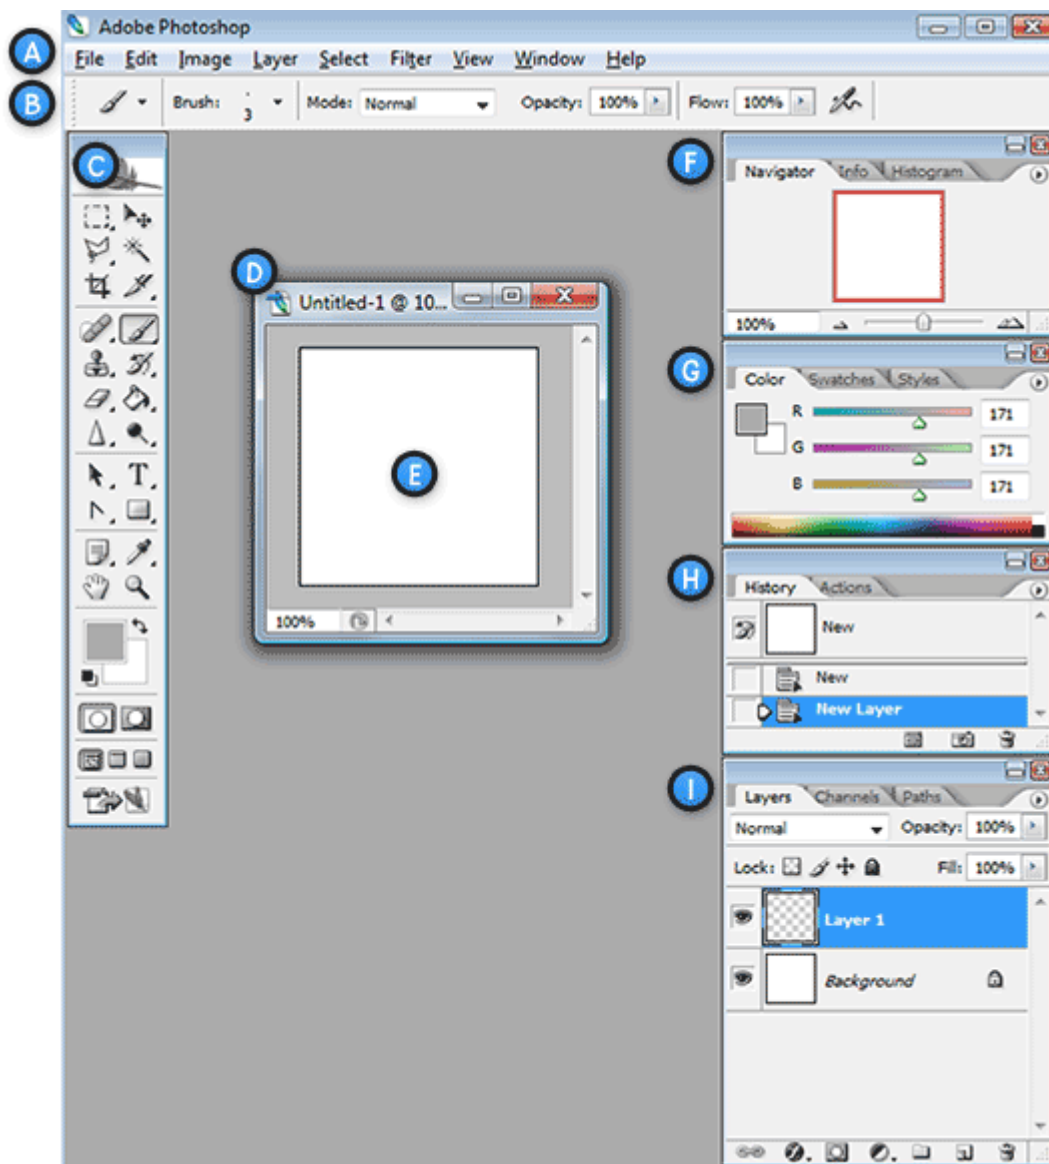 Adobe Photoshop
A
File Edit Image Layer Select Filter View Window Help
B
Brush: 3 Mode: Normal Opacity: 100% Flow: 100%
C
D
Untitled-1 @ 10...
E
100%
F
Navigator Info Histogram
100%
G
Color Swatches Styles
R 171
G 171
B 171
H
History Actions
New
New
New Layer
I
Layers Channels Paths
Normal Opacity: 100%
Lock: Fill: 100%
Layer 1
Background